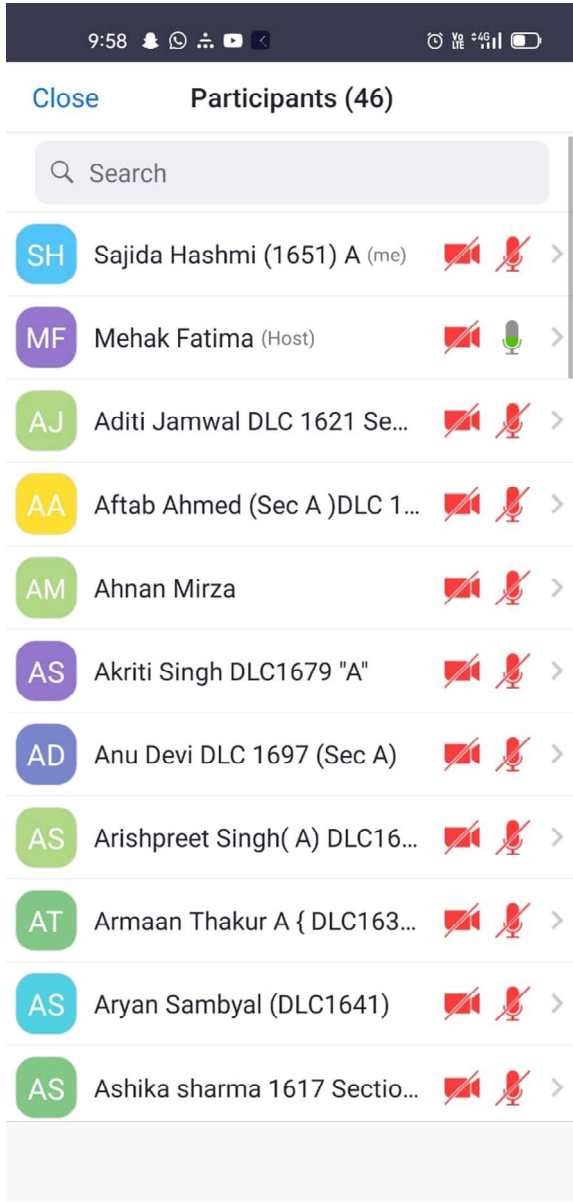 9:58 Vo LTE 4G
Close Participants (46)
Search
SH Sajida Hashmi (1651) A (me)
MF Mehak Fatima (Host)
AJ Aditi Jamwal DLC 1621 Se...
AA Aftab Ahmed (Sec A )DLC 1...
AM Ahnan Mirza
AS Akriti Singh DLC1679 "A"
AD Anu Devi DLC 1697 (Sec A)
AS Arishpreet Singh( A) DLC16...
AT Armaan Thakur A { DLC163...
AS Aryan Sambyal (DLC1641)
AS Ashika sharma 1617 Sectio...